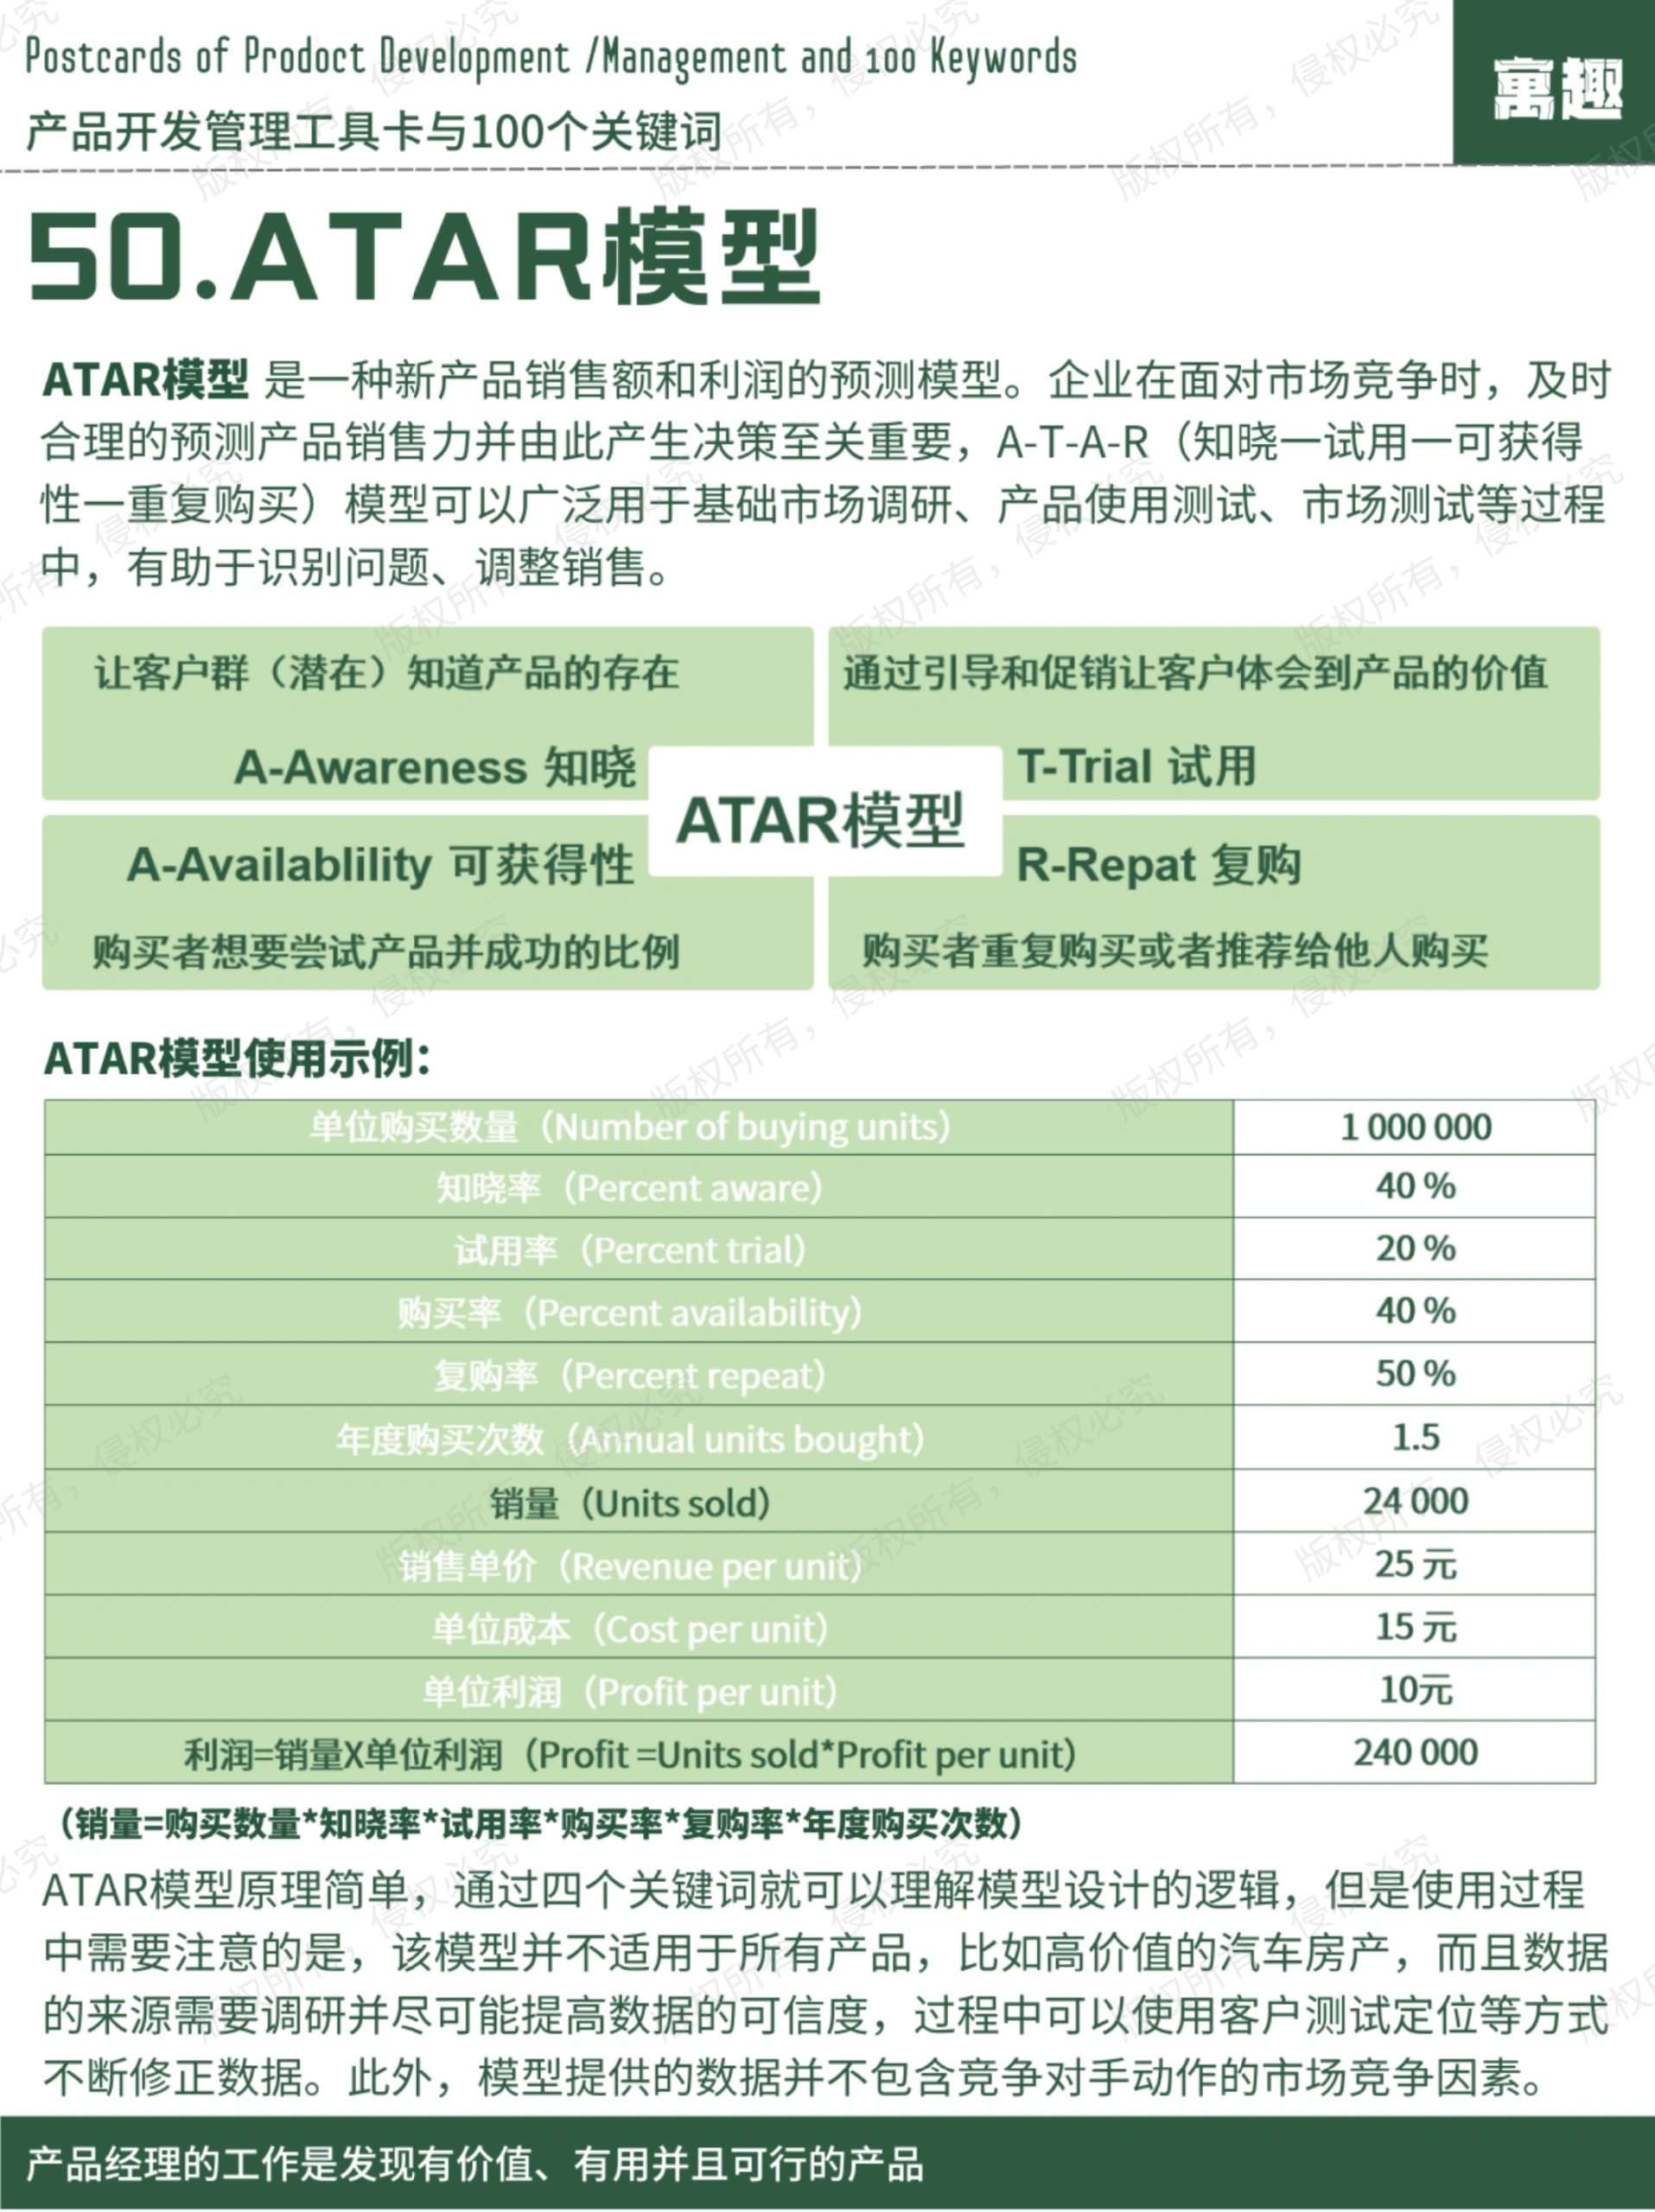 Postcards of Prodoct Development /Management and 100 Keywords
产品开发管理工具卡与100个关键词
萬趣
50.ATAR模型
ATAR模型 是一种新产品销售额和利润的预测模型。企业在面对市场竞争时，及时
合理的预测产品销售力并由此产生决策至关重要，A-T-A-R（知晓一试用一可获得
性一重复购买）模型可以广泛用于基础市场调研、产品使用测试、市场测试等过程
中，有助于识别问题、调整销售。
让客户群（潜在）知道产品的存在
通过引导和促销让客户体会到产品的价值
A-Awareness 知晓
T-Trial 试用
ATAR模型
A-Availablility 可获得性
R-Repat 复购
购买者想要尝试产品并成功的比例
购买者重复购买或者推荐给他人购买
ATAR模型使用示例：
单位购买数量（Number of buying units） 1 000 000
知晓率（Percent aware） 40 %
试用率（Percent trial） 20 %
购买率（Percent availability） 40 %
复购率（Percent repeat） 50 %
年度购买次数（Annual units bought） 1.5
销量（Units sold） 24 000
销售单价（Revenue per unit） 25 元
单位成本（Cost per unit） 15 元
单位利润（Profit per unit） 10元
利润=销量X单位利润（Profit =Units sold*Profit per unit） 240 000
（销量=购买数量*知晓率*试用率*购买率*复购率*年度购买次数）
ATAR模型原理简单，通过四个关键词就可以理解模型设计的逻辑，但是使用过程
中需要注意的是，该模型并不适用于所有产品，比如高价值的汽车房产，而且数据
的来源需要调研并尽可能提高数据的可信度，过程中可以使用客户测试定位等方式
不断修正数据。此外，模型提供的数据并不包含竞争对手动作的市场竞争因素。
产品经理的工作是发现有价值、有用并且可行的产品
版权所有，侵权必究